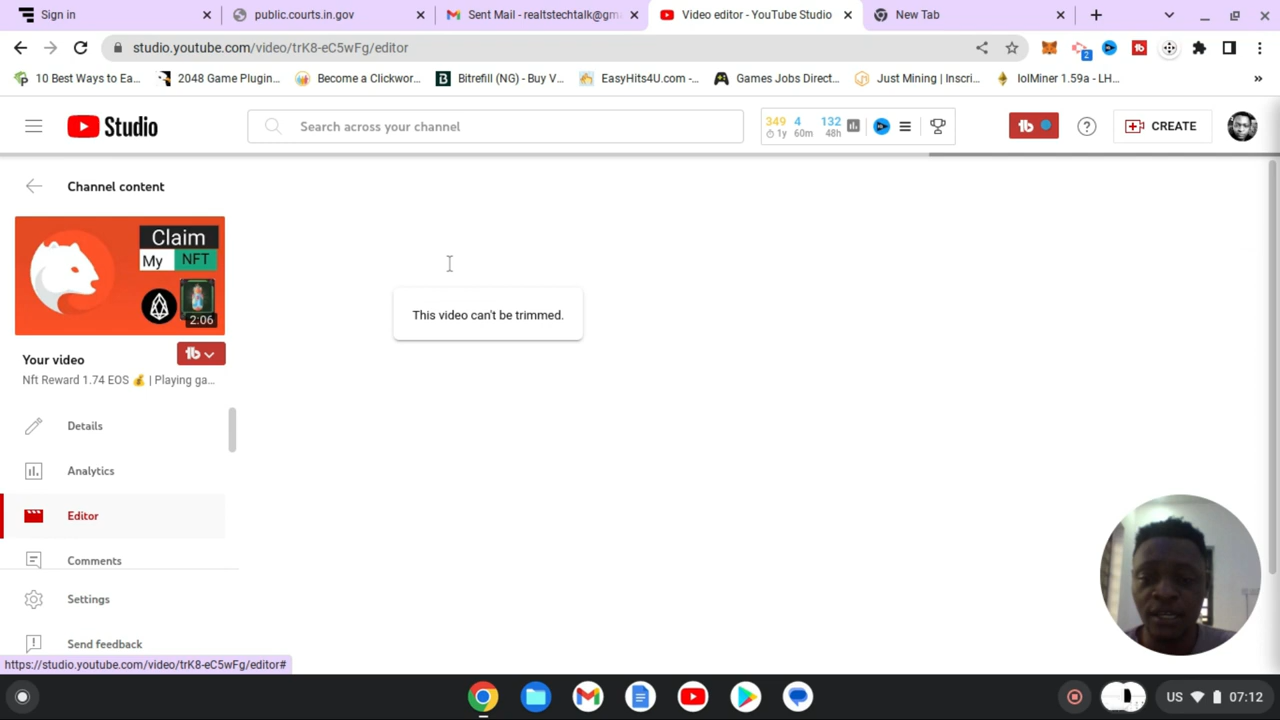 Sign in
public.courts.in.gov
Sent Mail - realtstechtalk@gm
Video editor - YouTube Studio
New Tab
studio.youtube.com/video/trK8-eC5wFg/editor
2
10 Best Ways to Ea...
2048 Game Plugin...
Become a Clickwor...
Bitrefill (NG) - Buy V...
EasyHits4U.com -...
Games Jobs Direct...
Just Mining | Inscri...
lolMiner 1.59a - LH...
»
Studio
Search across your channel
349 4 132
1y 60m 48h
tb
CREATE
Channel content
Claim
My NFT
2:06
Your video
tb
Nft Reward 1.74 EOS 💰 | Playing ga...
Details
Analytics
Editor
Comments
Settings
Send feedback
This video can't be trimmed.
https://studio.youtube.com/video/trK8-eC5wFg/editor#
US
07:12